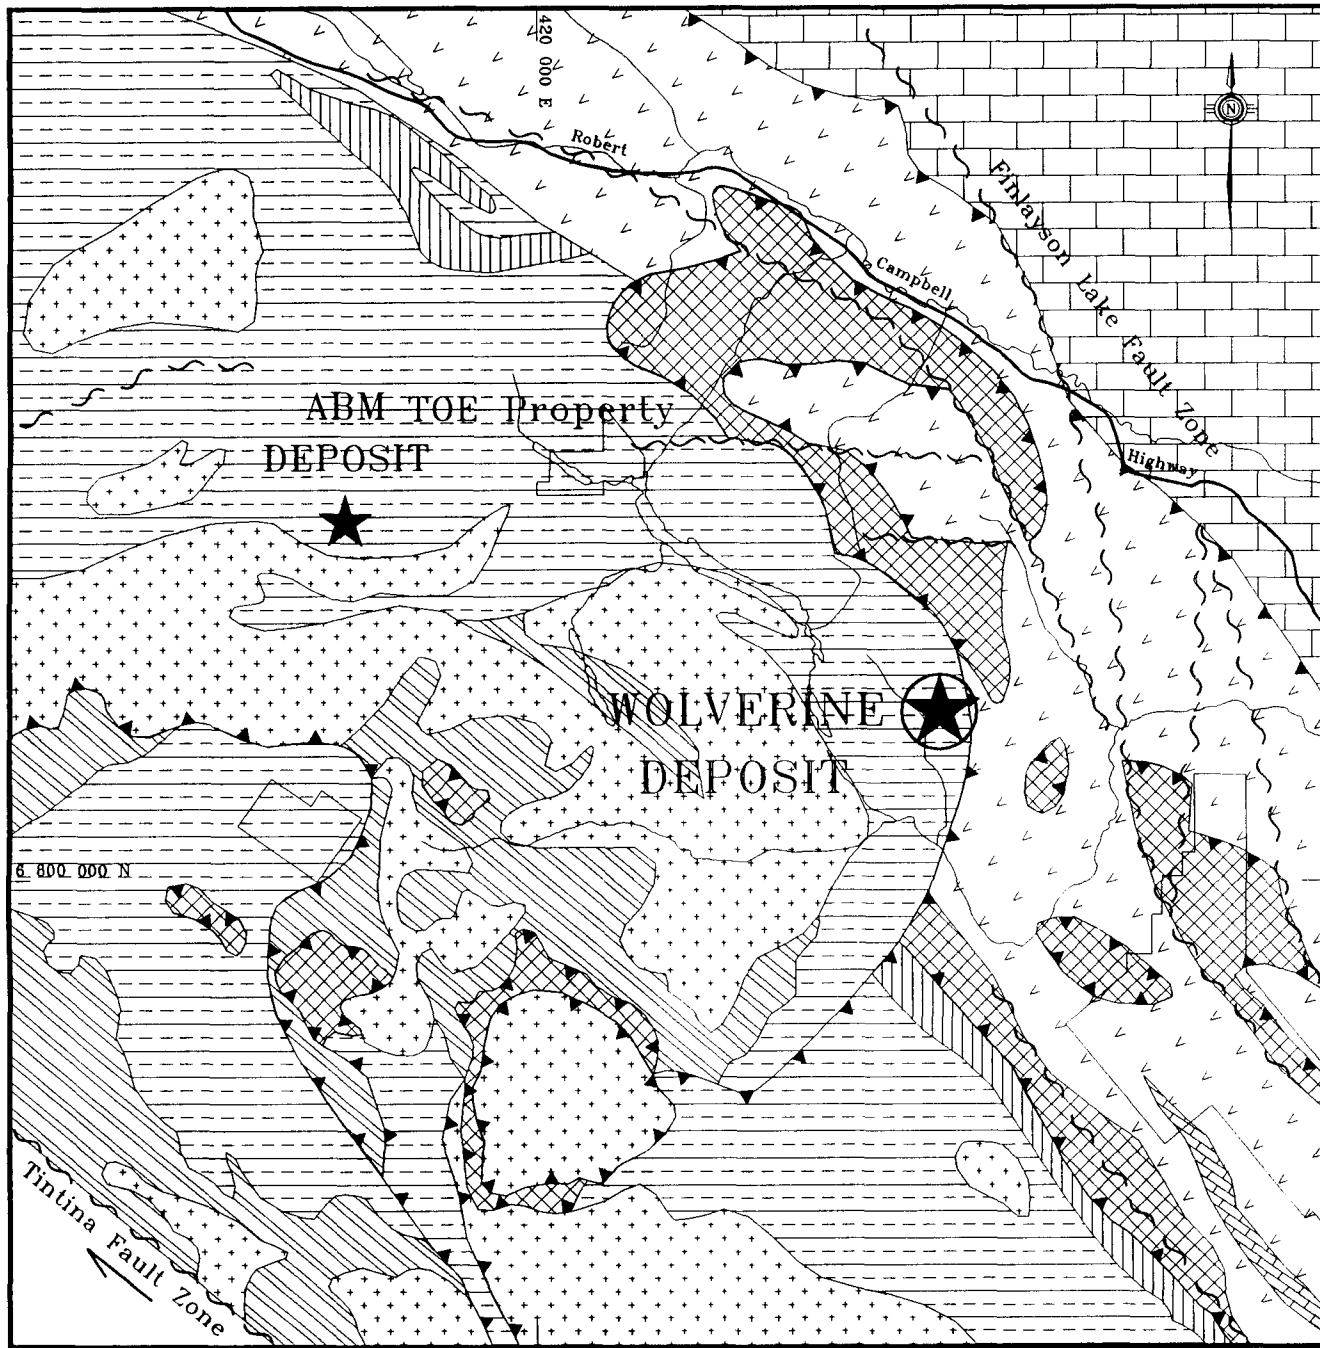 420 000 E
N
Robert
Finlayson Lake Fault Zone
Campbell
ABM TOE Property
DEPOSIT
Highway
WOLVERINE
DEPOSIT
6 800 000 N
Tintina Fault Zone